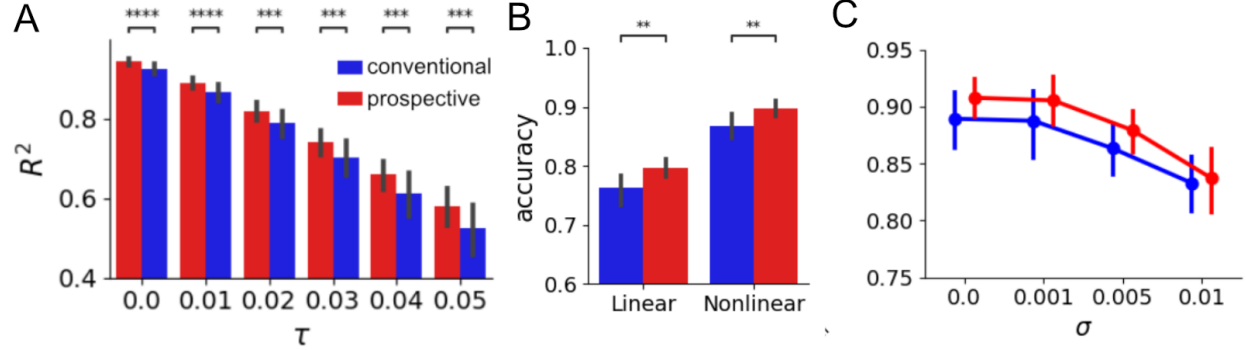 A
**** **** *** *** *** ***
conventional
prospective
R²
0.8
0.6
0.4
0.0 0.01 0.02 0.03 0.04 0.05
τ
B
** **
accuracy
1.0
0.9
0.8
0.7
0.6
Linear Nonlinear
C
0.95
0.90
0.85
0.80
0.75
0.0 0.001 0.005 0.01
σ